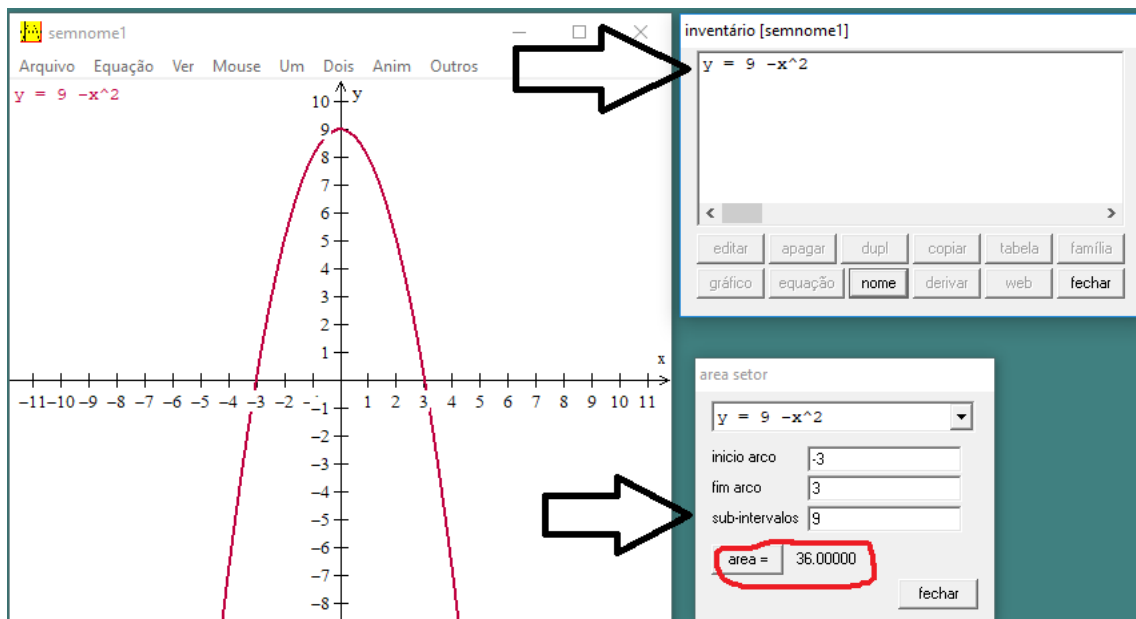 semnome1
Arquivo Equação Ver Mouse Um Dois Anim Outros
y = 9 -x^2
y
10
9
8
7
6
5
4
3
2
1
x
-11 -10 -9 -8 -7 -6 -5 -4 -3 -2 -1 1 2 3 4 5 6 7 8 9 10 11
-2
-3
-4
-5
-6
-7
-8
inventário [semnome1]
y = 9 -x^2
editar apagar dupl copiar tabela família
gráfico equação nome derivar web fechar
area setor
y = 9 -x^2
inicio arco -3
fim arco 3
sub-intervalos 9
area = 36.00000
fechar